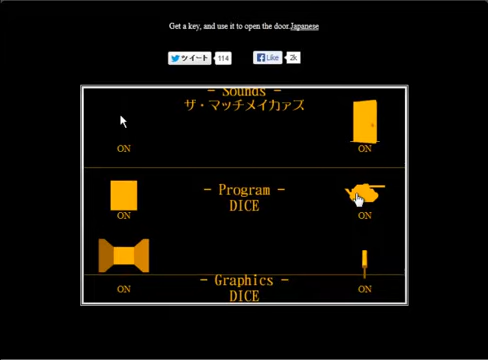 Get a key, and use it to open the door.Japanese
ツイート 114 Like 2k
- Sounds -
ザ・マッチメイカァズ
ON ON
- Program -
DICE
ON ON
- Graphics -
DICE
ON ON